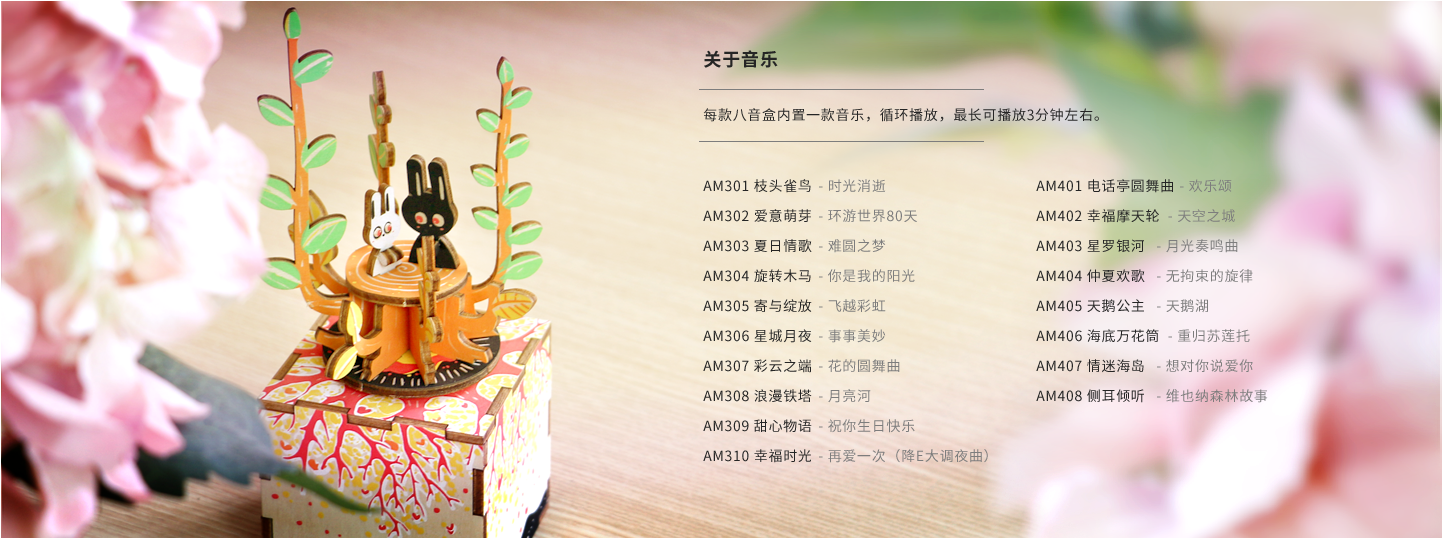 关于音乐
每款八音盒内置一款音乐，循环播放，最长可播放3分钟左右。
AM301 枝头雀鸟 - 时光消逝
AM302 爱意萌芽 - 环游世界80天
AM303 夏日情歌 - 难圆之梦
AM304 旋转木马 - 你是我的阳光
AM305 寄与绽放 - 飞越彩虹
AM306 星城月夜 - 事事美妙
AM307 彩云之端 - 花的圆舞曲
AM308 浪漫铁塔 - 月亮河
AM309 甜心物语 - 祝你生日快乐
AM310 幸福时光 - 再爱一次（降E大调夜曲）
AM401 电话亭圆舞曲 - 欢乐颂
AM402 幸福摩天轮 - 天空之城
AM403 星罗银河 - 月光奏鸣曲
AM404 仲夏欢歌 - 无拘束的旋律
AM405 天鹅公主 - 天鹅湖
AM406 海底万花筒 - 重归苏莲托
AM407 情迷海岛 - 想对你说爱你
AM408 侧耳倾听 - 维也纳森林故事